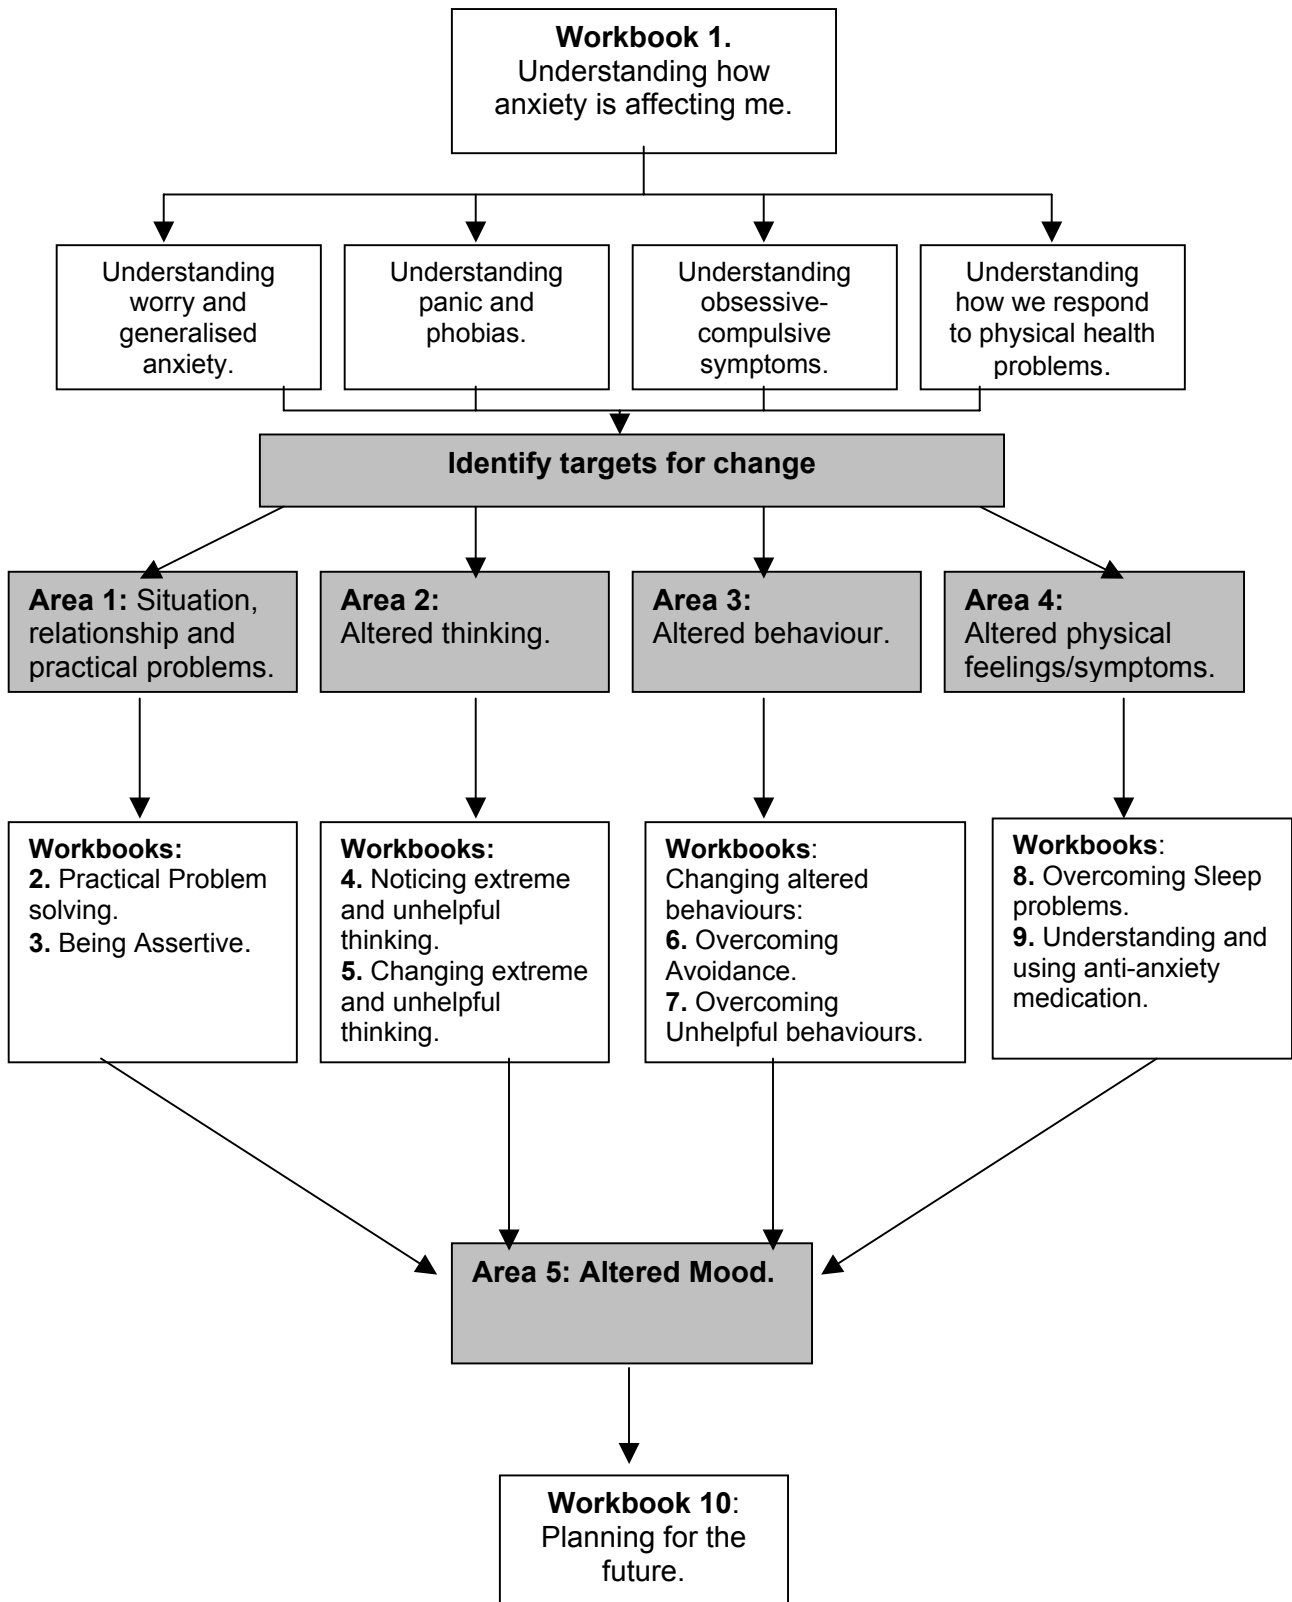 Workbook 1.
Understanding how
anxiety is affecting me.
Understanding
worry and
generalised
anxiety.
Understanding
panic and
phobias.
Understanding
obsessive-
compulsive
symptoms.
Understanding
how we respond
to physical health
problems.
Identify targets for change
Area 1: Situation,
relationship and
practical problems.
Area 2:
Altered thinking.
Area 3:
Altered behaviour.
Area 4:
Altered physical
feelings/symptoms.
Workbooks:
2. Practical Problem
solving.
3. Being Assertive.
Workbooks:
4. Noticing extreme
and unhelpful
thinking.
5. Changing extreme
and unhelpful
thinking.
Workbooks:
Changing altered
behaviours:
6. Overcoming
Avoidance.
7. Overcoming
Unhelpful behaviours.
Workbooks:
8. Overcoming Sleep
problems.
9. Understanding and
using anti-anxiety
medication.
Area 5: Altered Mood.
Workbook 10:
Planning for the
future.